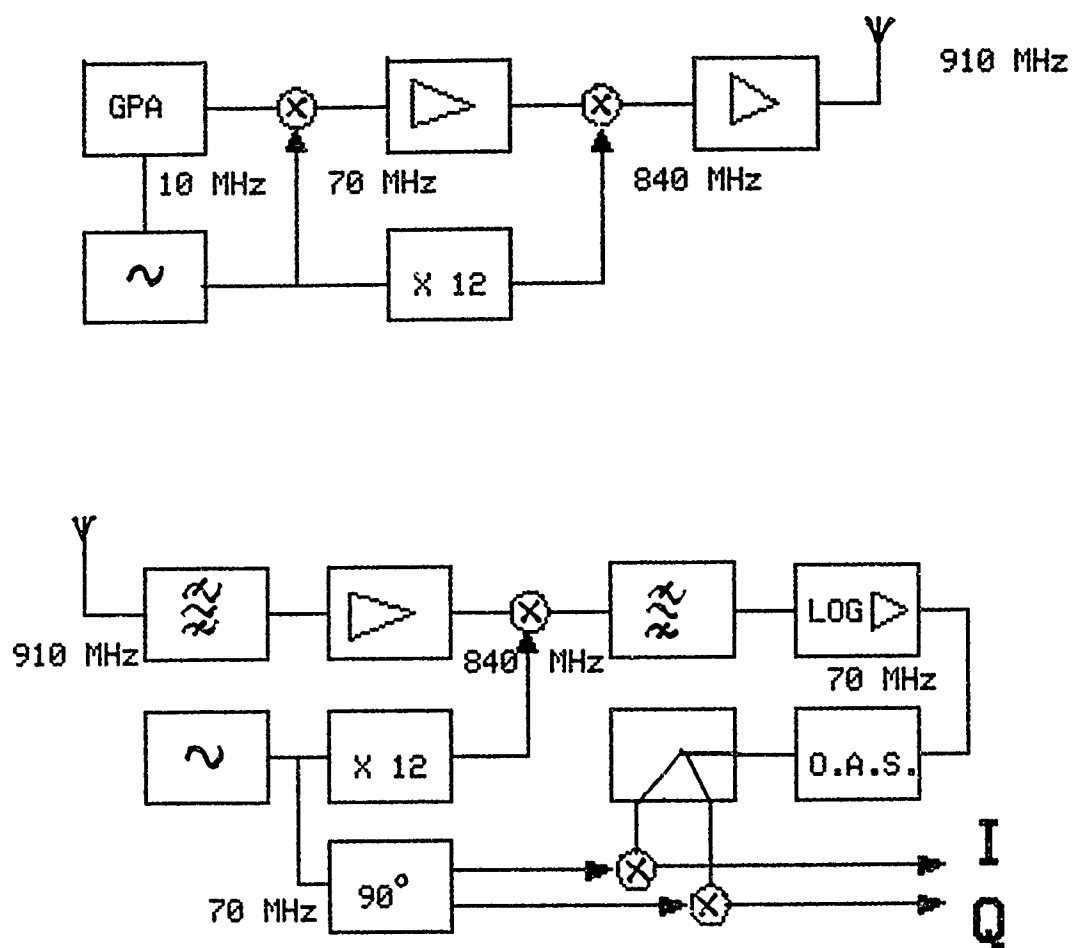 910 MHz
GPA
10 MHz
70 MHz
840 MHz
~
X 12
LOG
910 MHz
840 MHz
70 MHz
~
X 12
O.A.S.
90°
70 MHz
I
Q